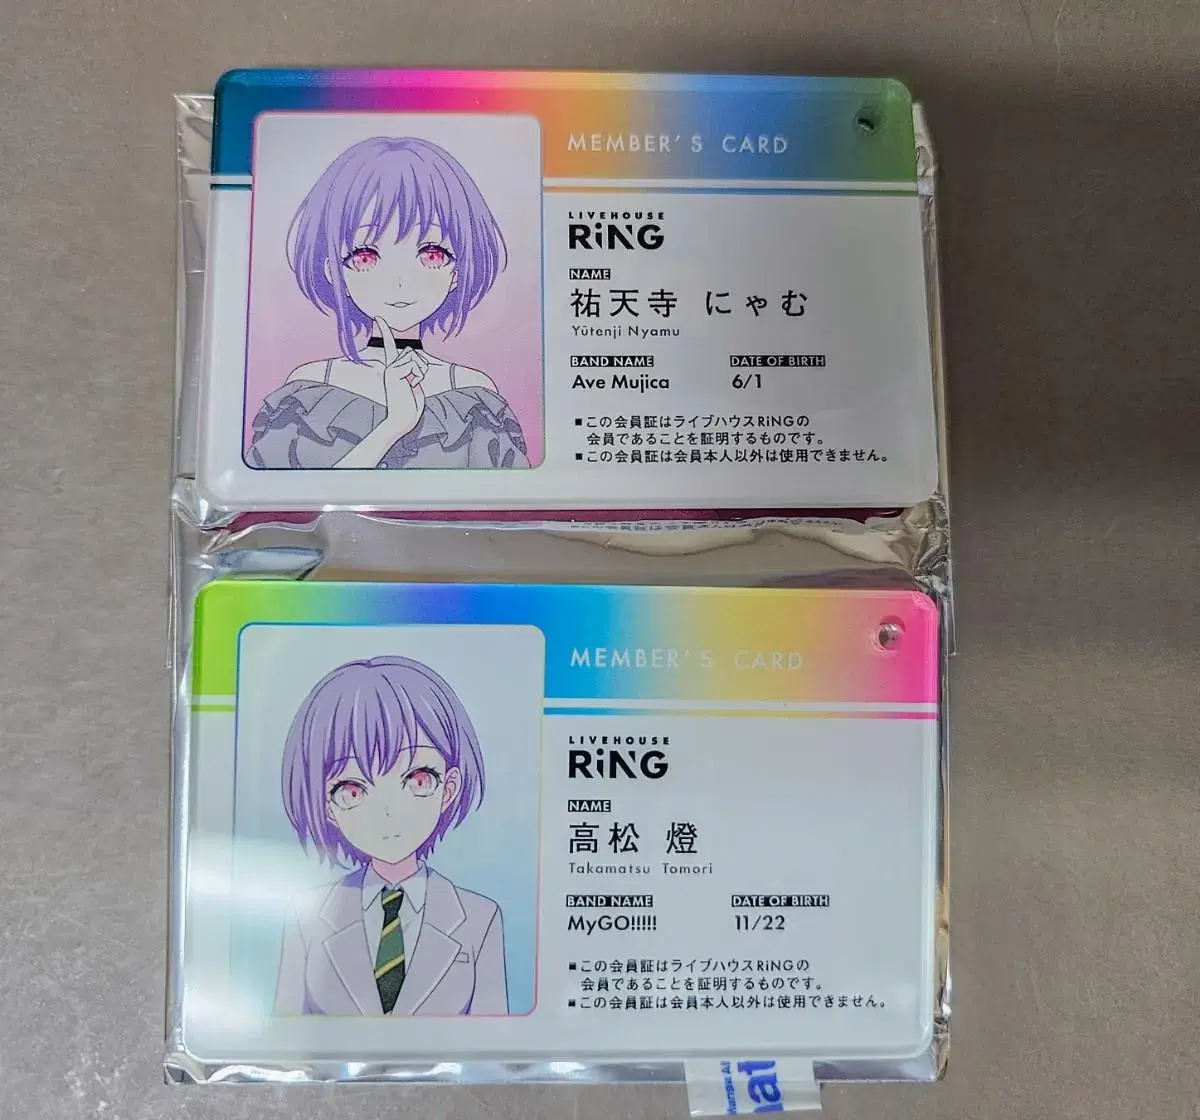 MEMBER'S CARD
LIVEHOUSE
RiNG
NAME
祐天寺 にゃむ
Yūtenji Nyamu
BAND NAME
DATE OF BIRTH
Ave Mujica
6/1
■この会員証はライブハウスRiNGの
会員であることを証明するものです。
■この会員証は会員本人以外は使用できません。
MEMBER'S CARD
LIVEHOUSE
RiNG
NAME
高松 燈
Takamatsu Tomori
BAND NAME
DATE OF BIRTH
MyGO!!!!!
11/22
■この会員証はライブハウスRiNGの
会員であることを証明するものです。
■この会員証は会員本人以外は使用できません。